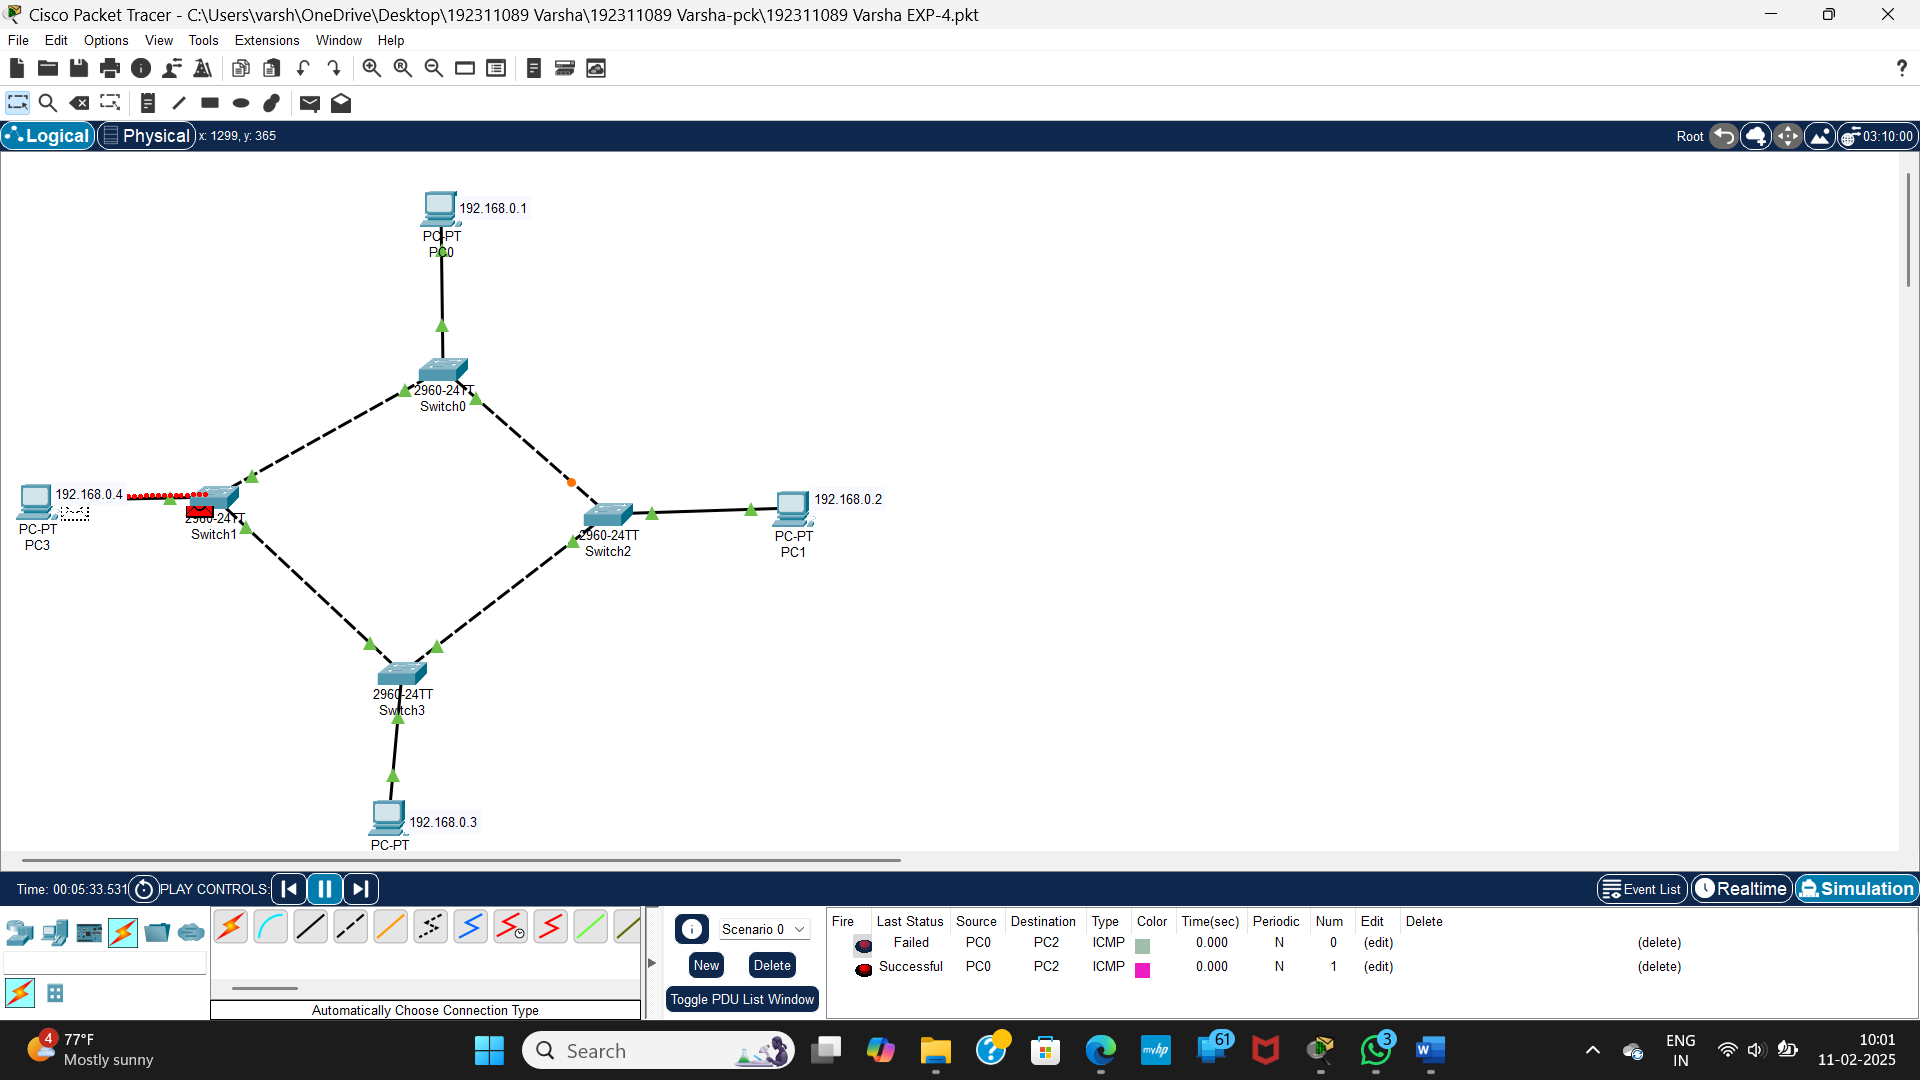 Cisco Packet Tracer - C:\Users\varsh\OneDrive\Desktop\192311089 Varsha\192311089 Varsha-pck\192311089 Varsha EXP-4.pkt
File Edit Options View Tools Extensions Window Help
?
Logical Physical x: 1299, y: 365 Root 03:10:00
192.168.0.1
PC-PT
PC0
2960-24TT
Switch0
192.168.0.4
PC-PT
PC3
2960-24TT
Switch1
2960-24TT
Switch2
192.168.0.2
PC-PT
PC1
2960-24TT
Switch3
192.168.0.3
PC-PT
Time: 00:05:33.531 PLAY CONTROLS: Event List Realtime Simulation
Scenario 0
New Delete
Toggle PDU List Window
Automatically Choose Connection Type
Fire Last Status Source Destination Type Color Time(sec) Periodic Num Edit Delete
Failed PC0 PC2 ICMP 0.000 N 0 (edit) (delete)
Successful PC0 PC2 ICMP 0.000 N 1 (edit) (delete)
4 77°F
Mostly sunny
Search
myhp
61
3
W
ENG
IN
10:01
11-02-2025